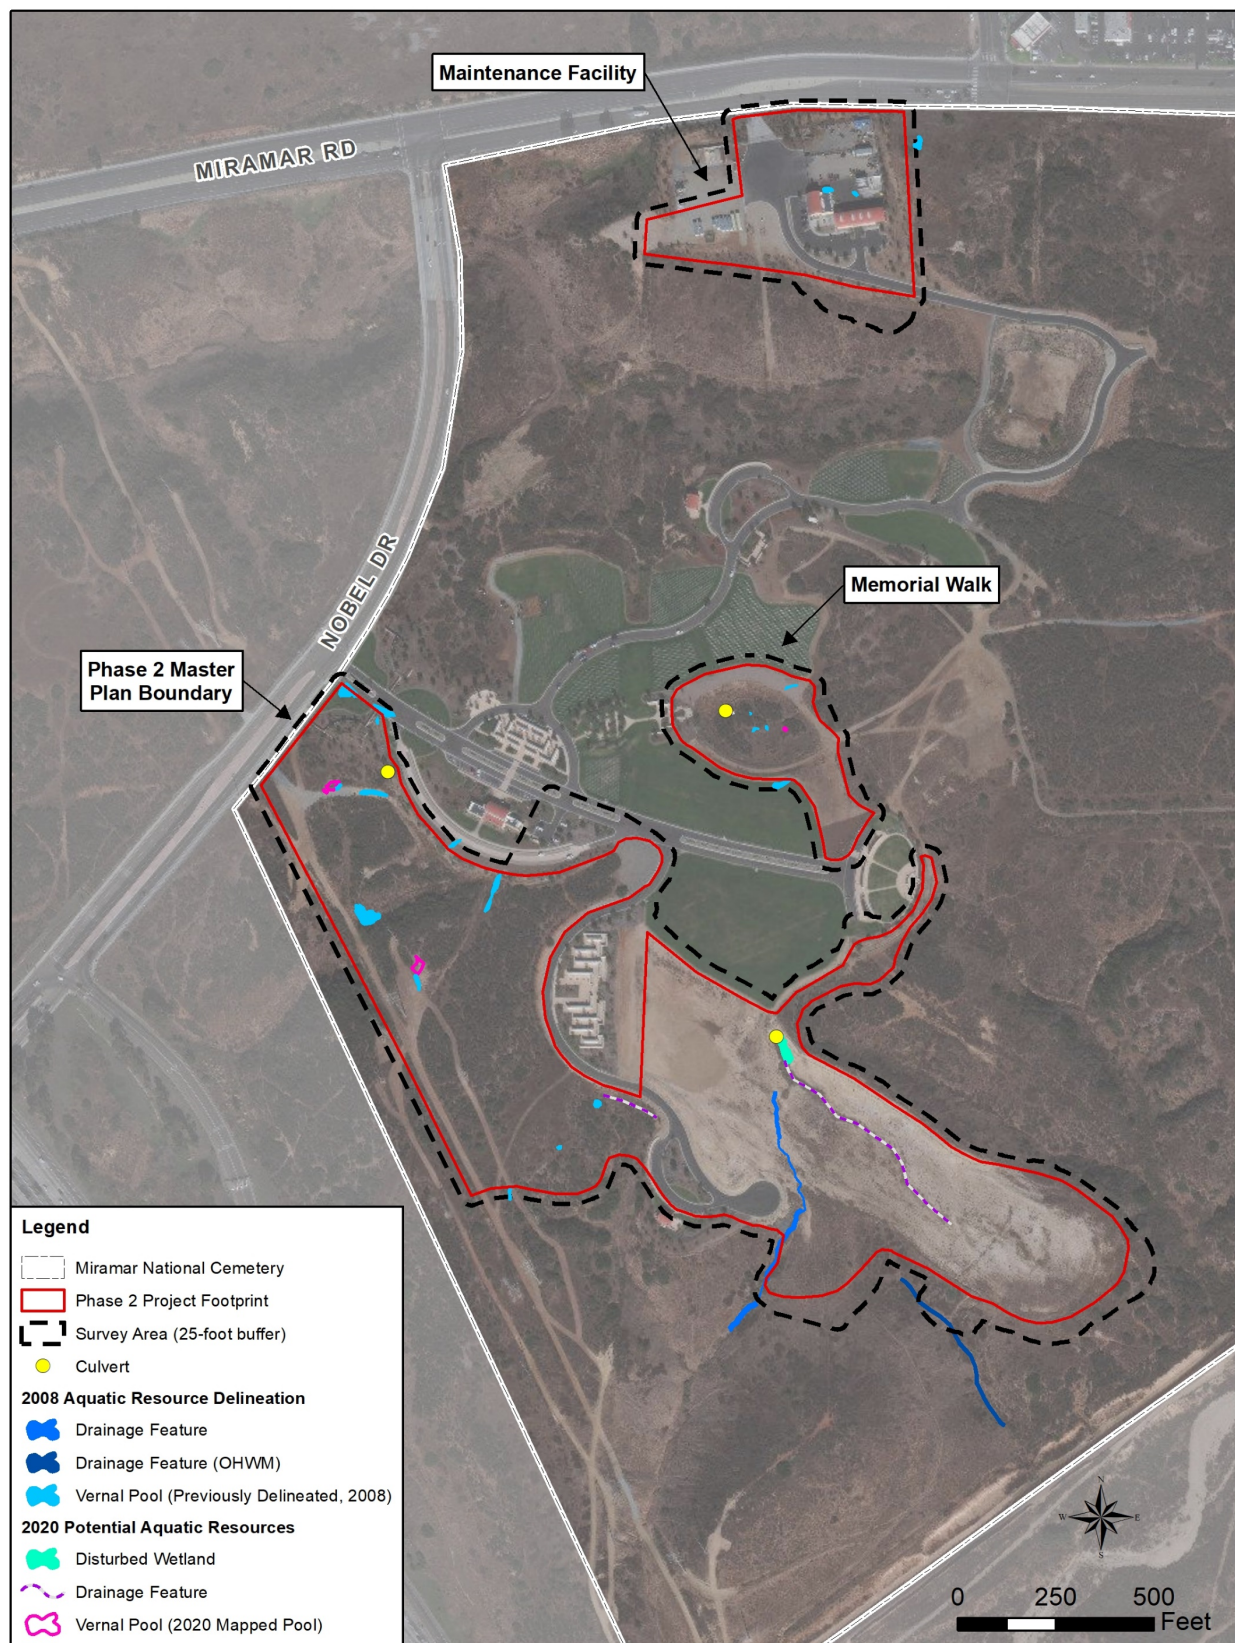 Maintenance Facility
MIRAMAR RD
Memorial Walk
NOBEL DR
Phase 2 Master
Plan Boundary
Legend
Miramar National Cemetery
Phase 2 Project Footprint
Survey Area (25-foot buffer)
Culvert
2008 Aquatic Resource Delineation
Drainage Feature
Drainage Feature (OHWM)
Vernal Pool (Previously Delineated, 2008)
2020 Potential Aquatic Resources
Disturbed Wetland
Drainage Feature
Vernal Pool (2020 Mapped Pool)
N
W E
S
0 250 500
Feet